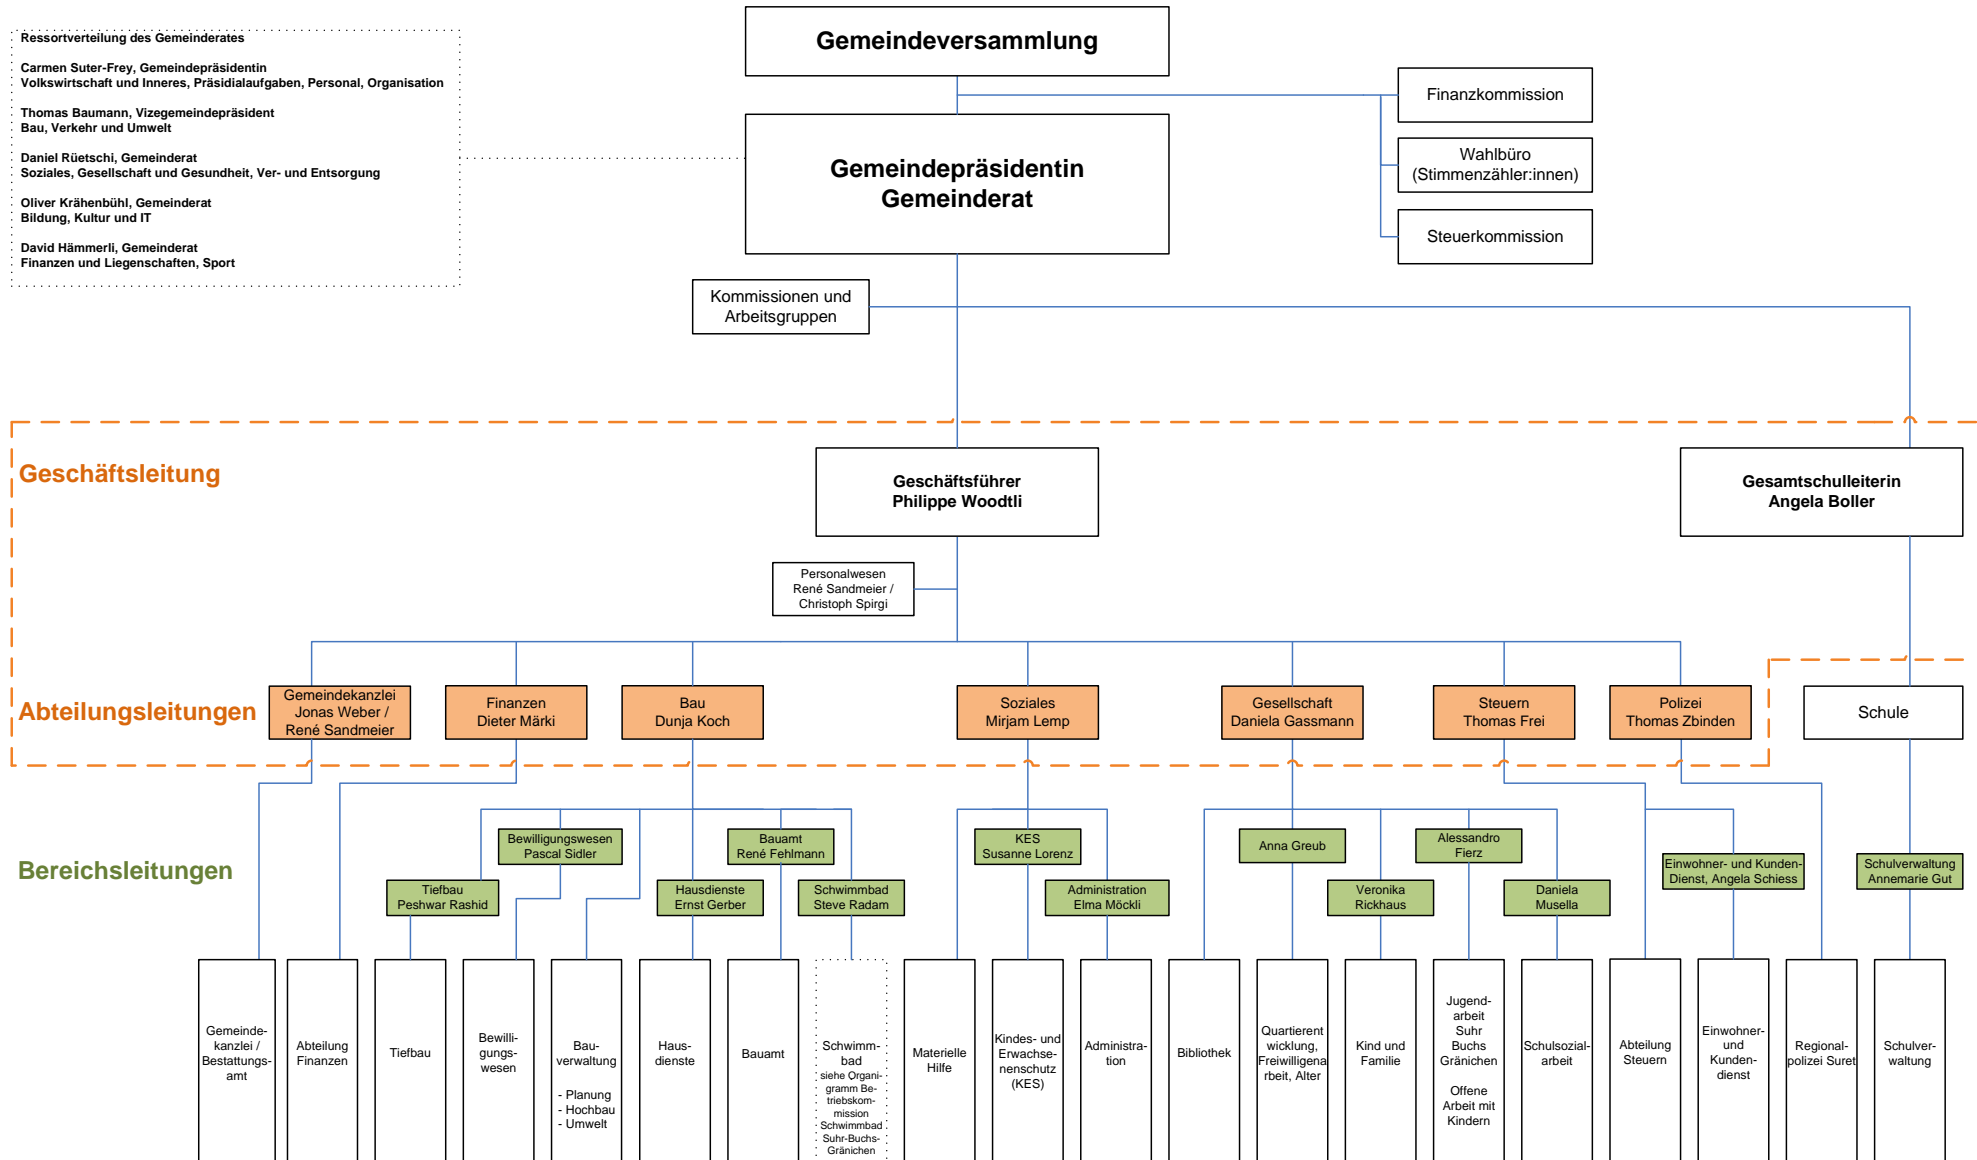 Ressortverteilung des Gemeinderates
Carmen Suter-Frey, Gemeindepräsidentin
Volkswirtschaft und Inneres, Präsidialaufgaben, Personal, Organisation
Thomas Baumann, Vizegemeindepräsident
Bau, Verkehr und Umwelt
Daniel Rüetschi, Gemeinderat
Soziales, Gesellschaft und Gesundheit, Ver- und Entsorgung
Oliver Krähenbühl, Gemeinderat
Bildung, Kultur und IT
David Hämmerli, Gemeinderat
Finanzen und Liegenschaften, Sport
Gemeindeversammlung
Gemeindepräsidentin
Gemeinderat
Finanzkommission
Wahlbüro
(Stimmenzähler:innen)
Steuerkommission
Kommissionen und
Arbeitsgruppen
Geschäftsleitung
Geschäftsführer
Philippe Woodtli
Gesamtschulleiterin
Angela Boller
Personalwesen
René Sandmeier /
Christoph Spirgi
Abteilungsleitungen
Gemeindekanzlei
Jonas Weber /
René Sandmeier
Finanzen
Dieter Märki
Bau
Dunja Koch
Soziales
Mirjam Lemp
Gesellschaft
Daniela Gassmann
Steuern
Thomas Frei
Polizei
Thomas Zbinden
Schule
Bereichsleitungen
Tiefbau
Peshwar Rashid
Bewilligungswesen
Pascal Sidler
Hausdienste
Ernst Gerber
Bauamt
René Fehlmann
Schwimmbad
Steve Radam
KES
Susanne Lorenz
Administration
Elma Möckli
Anna Greub
Veronika
Rickhaus
Alessandro
Fierz
Daniela
Musella
Einwohner- und Kunden-
Dienst, Angela Schiess
Schulverwaltung
Annemarie Gut
Gemeinde-
kanzlei /
Bestattungs-
amt
Abteilung
Finanzen
Tiefbau
Bewilli-
gungs-
wesen
Bau-
verwaltung
- Planung
- Hochbau
- Umwelt
Haus-
dienste
Bauamt
Schwimm-
bad
siehe Organi-
gramm Be-
triebskom-
mission
Schwimmbad
Suhr-Buchs-
Gränichen
Materielle
Hilfe
Kindes- und
Erwachse-
nenschutz
(KES)
Administra-
tion
Bibliothek
Quartierent
wicklung,
Freiwilligena
rbeit, Alter
Kind und
Familie
Jugend-
arbeit
Suhr
Buchs
Gränichen
Offene
Arbeit mit
Kindern
Schulsozial-
arbeit
Abteilung
Steuern
Einwohner-
und
Kunden-
dienst
Regional-
polizei Suret
Schulver-
waltung